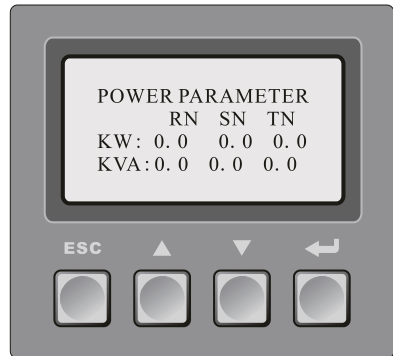 POWER PARAMETER
RN SN TN
KW: 0.0 0.0 0.0
KVA: 0.0 0.0 0.0
ESC